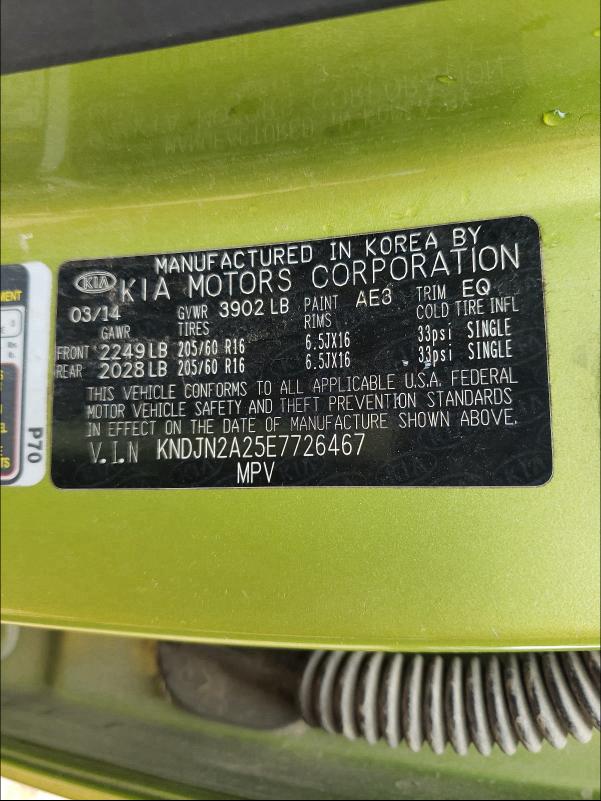 MANUFACTURED IN KOREA BY
KIA KIA MOTORS CORPORATION
03/14 GVWR 3902 LB PAINT AE3 TRIM EQ
GAWR TIRES RIMS COLD TIRE INFL
FRONT 2249 LB 205/60 R16 6.5JX16 33psi SINGLE
REAR 2028 LB 205/60 R16 6.5JX16 33psi SINGLE
THIS VEHICLE CONFORMS TO ALL APPLICABLE U.S.A. FEDERAL
MOTOR VEHICLE SAFETY AND THEFT PREVENTION STANDARDS
IN EFFECT ON THE DATE OF MANUFACTURE SHOWN ABOVE.
V.I.N KNDJN2A25E7726467
MPV
P70